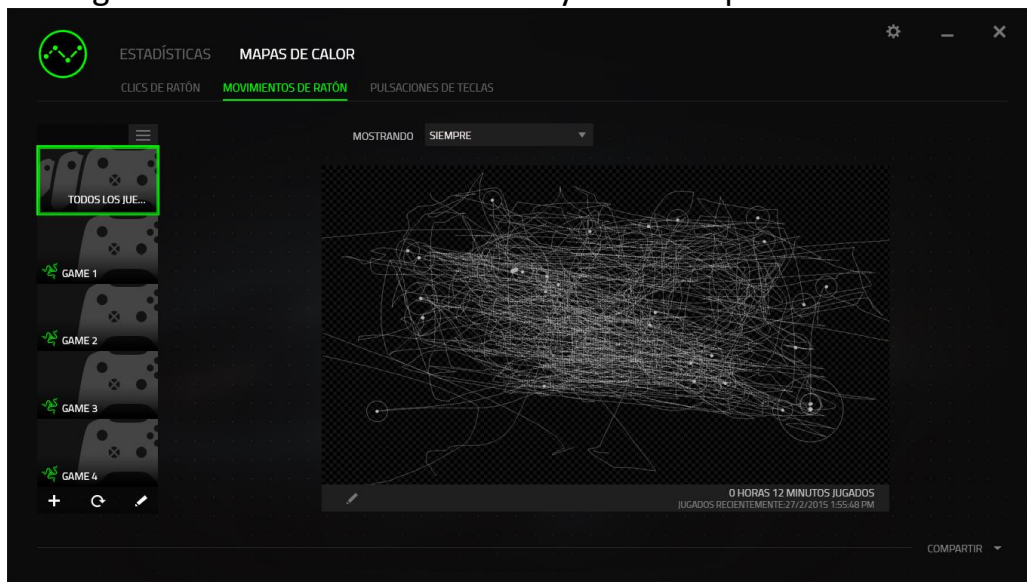 ESTADÍSTICAS MAPAS DE CALOR
CLICS DE RATÓN MOVIMIENTOS DE RATÓN PULSACIONES DE TECLAS
MOSTRANDO SIEMPRE
TODOS LOS JUE...
GAME 1
GAME 2
GAME 3
GAME 4
0 HORAS 12 MINUTOS JUGADOS
JUGADOS RECIENTEMENTE:27/2/2015 1:55:48 PM
COMPARTIR